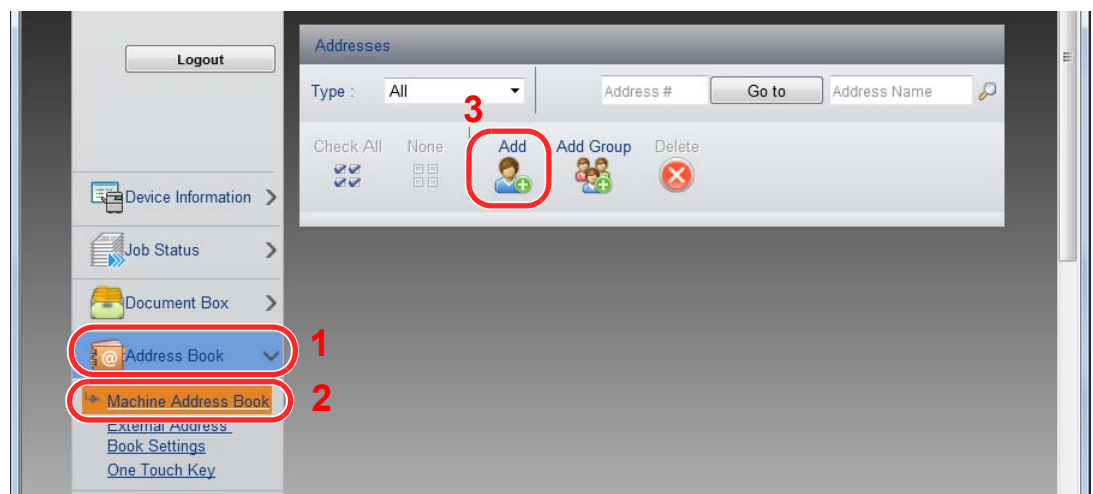 Logout
Addresses
Type :
All
Address #
Go to
Address Name
3
Check All
None
Add
Add Group
Delete
Device Information
Job Status
Document Box
Address Book
1
Machine Address Book
2
External Address
Book Settings
One Touch Key